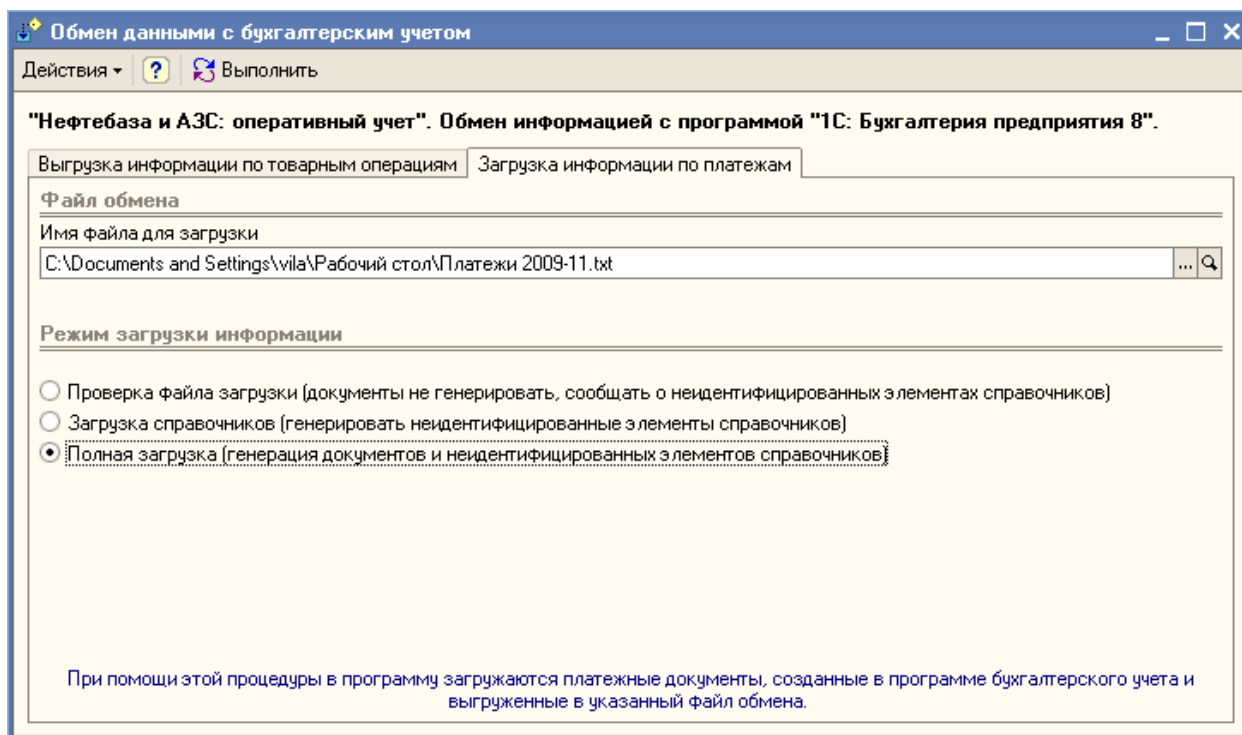 Обмен данными с бухгалтерским учетом
Действия ? Выполнить
"Нефтебаза и АЗС: оперативный учет". Обмен информацией с программой "1С: Бухгалтерия предприятия 8".
Выгрузка информации по товарным операциям Загрузка информации по платежам
Файл обмена
Имя файла для загрузки
C:\Documents and Settings\vila\Рабочий стол\Платежи 2009-11.txt ...
Режим загрузки информации
Проверка файла загрузки (документы не генерировать, сообщать о неидентифицированных элементах справочников)
Загрузка справочников (генерировать неидентифицированные элементы справочников)
Полная загрузка (генерация документов и неидентифицированных элементов справочников)
При помощи этой процедуры в программу загружаются платежные документы, созданные в программе бухгалтерского учета и
выгруженные в указанный файл обмена.